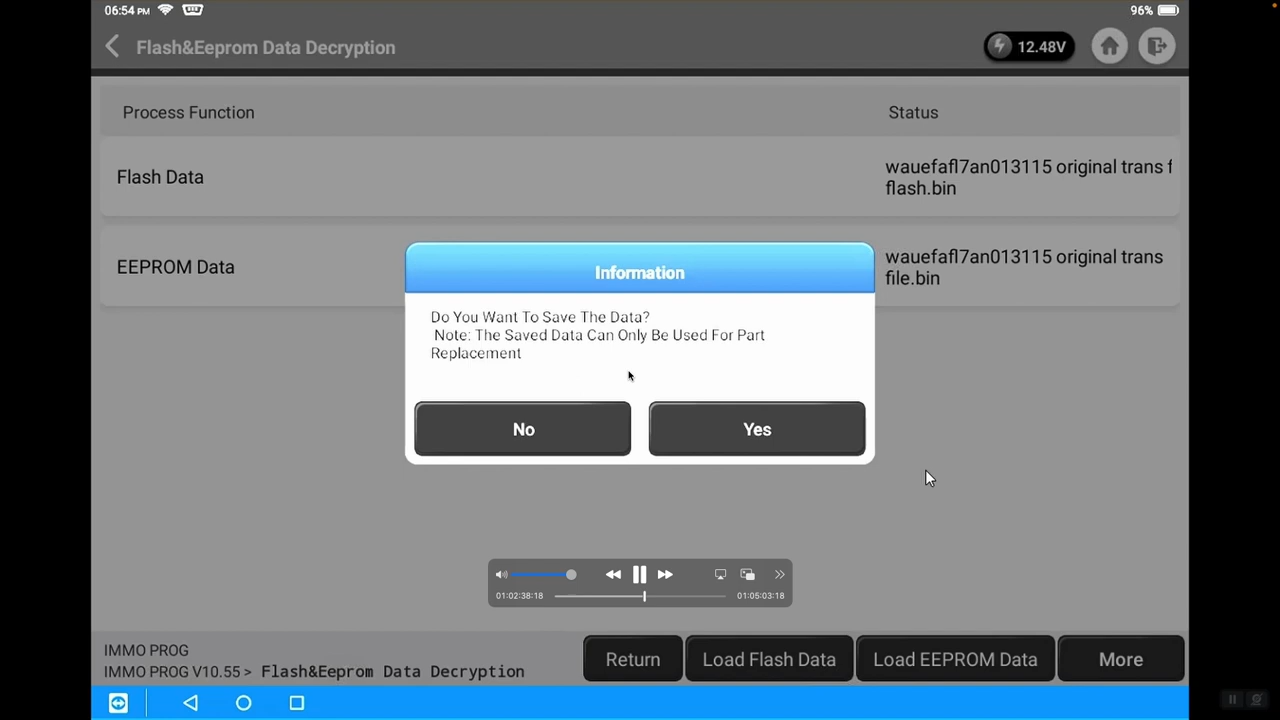 06:54 PM
96%
Flash&Eeprom Data Decryption
12.48V
Process Function
Status
Flash Data
wauefafl7an013115 original trans f
flash.bin
EEPROM Data
wauefafl7an013115 original trans
file.bin
Information
Do You Want To Save The Data?
Note: The Saved Data Can Only Be Used For Part
Replacement
No
Yes
01:02:38:18
01:05:03:18
IMMO PROG
IMMO PROG V10.55 > Flash&Eeprom Data Decryption
Return
Load Flash Data
Load EEPROM Data
More